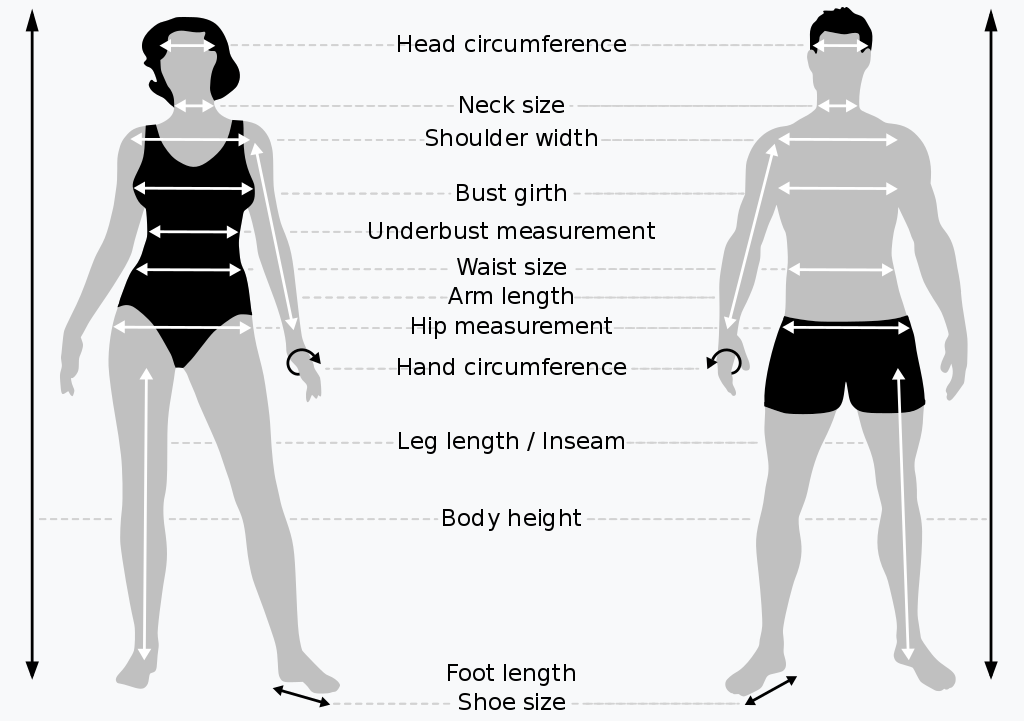 Head circumference
Neck size
Shoulder width
Bust girth
Underbust measurement
Waist size
Arm length
Hip measurement
Hand circumference
Leg length / Inseam
Body height
Foot length
Shoe size